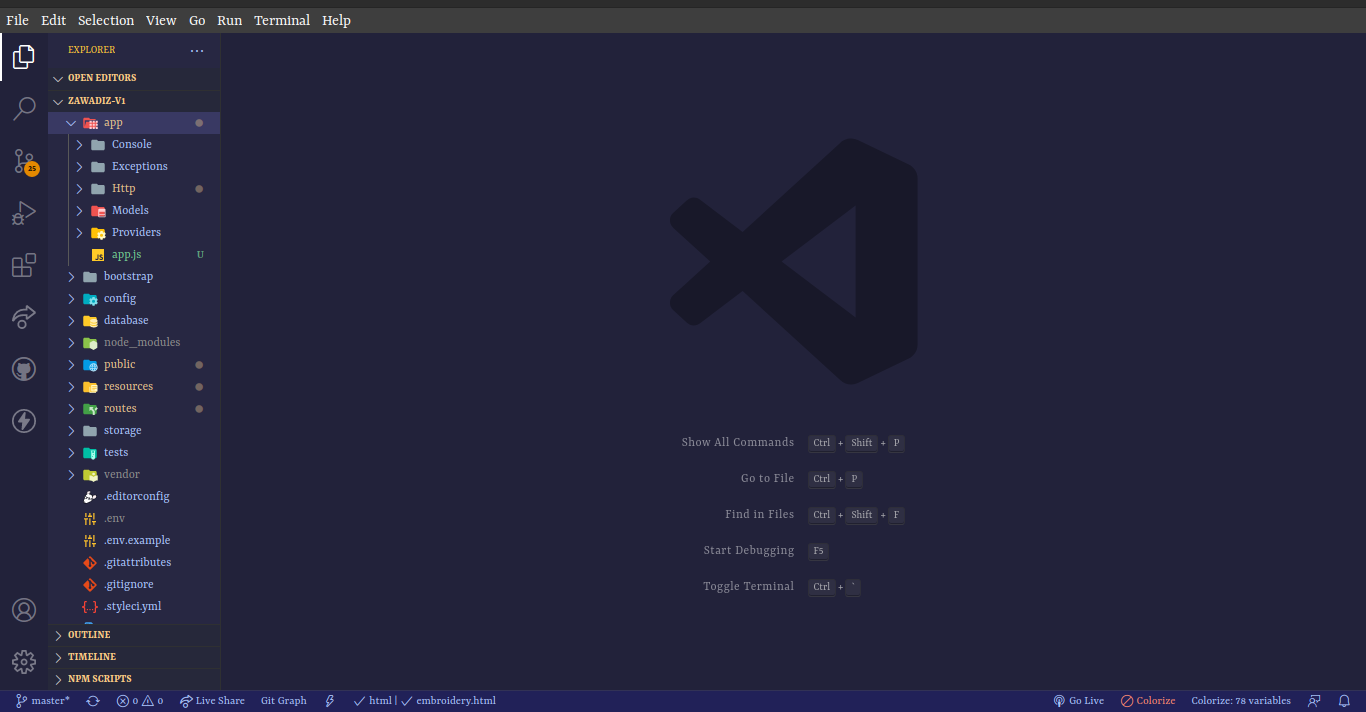 File Edit Selection View Go Run Terminal Help
EXPLORER
OPEN EDITORS
ZAWADIZ-V1
app
Console
Exceptions
Http
Models
Providers
JS app.js U
bootstrap
config
database
node_modules
public
resources
routes
storage
tests
vendor
.editorconfig
.env
.env.example
.gitattributes
.gitignore
.styleci.yml
OUTLINE
TIMELINE
NPM SCRIPTS
25
Show All Commands Ctrl + Shift + P
Go to File Ctrl + P
Find in Files Ctrl + Shift + F
Start Debugging F5
Toggle Terminal Ctrl + `
master* 0 0 Live Share Git Graph html | embroidery.html Go Live Colorize Colorize: 78 variables